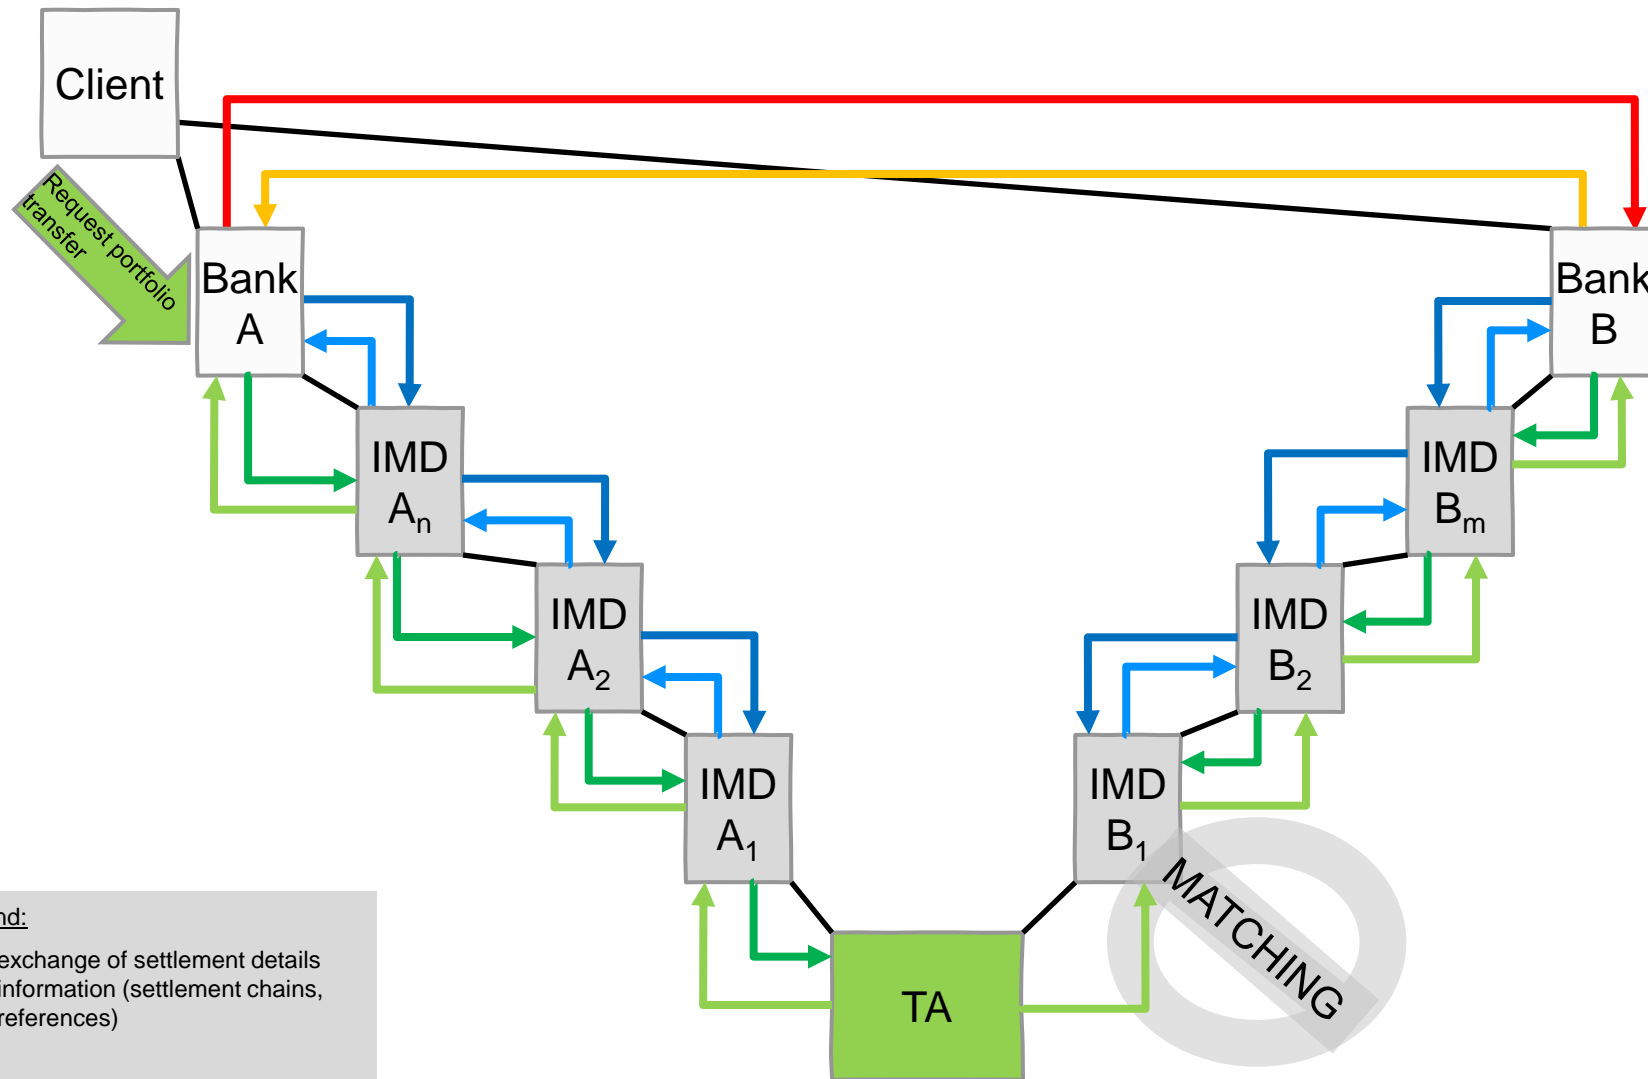 Client
Request portfolio
transfer
Bank
A
Bank
B
IMD
Aₙ
IMD
Bₘ
IMD
A₂
IMD
B₂
IMD
A₁
IMD
B₁
MATCHING
TA
nd:
exchange of settlement details
information (settlement chains,
references)